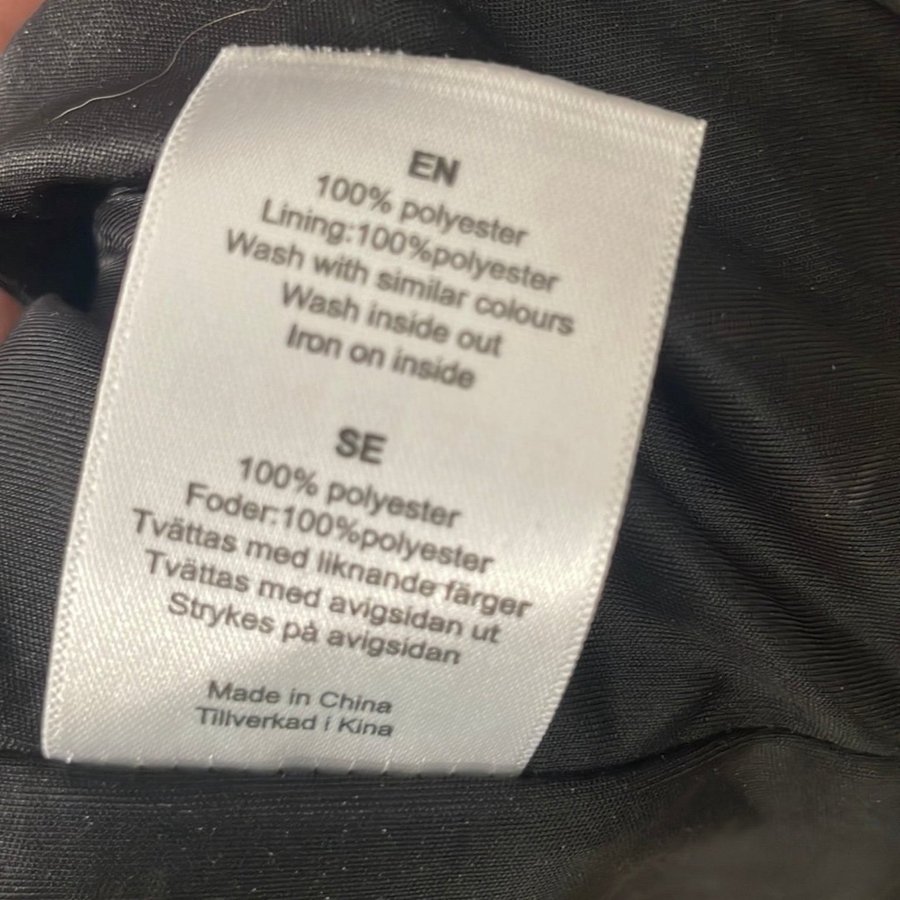 EN
100% polyester
Lining:100%polyester
Wash with similar colours
Wash inside out
Iron on inside
SE
100% polyester
Foder:100%polyester
Tvättas med liknande färger
Tvättas med avigsidan ut
Strykes på avigsidan
Made in China
Tillverkad i Kina